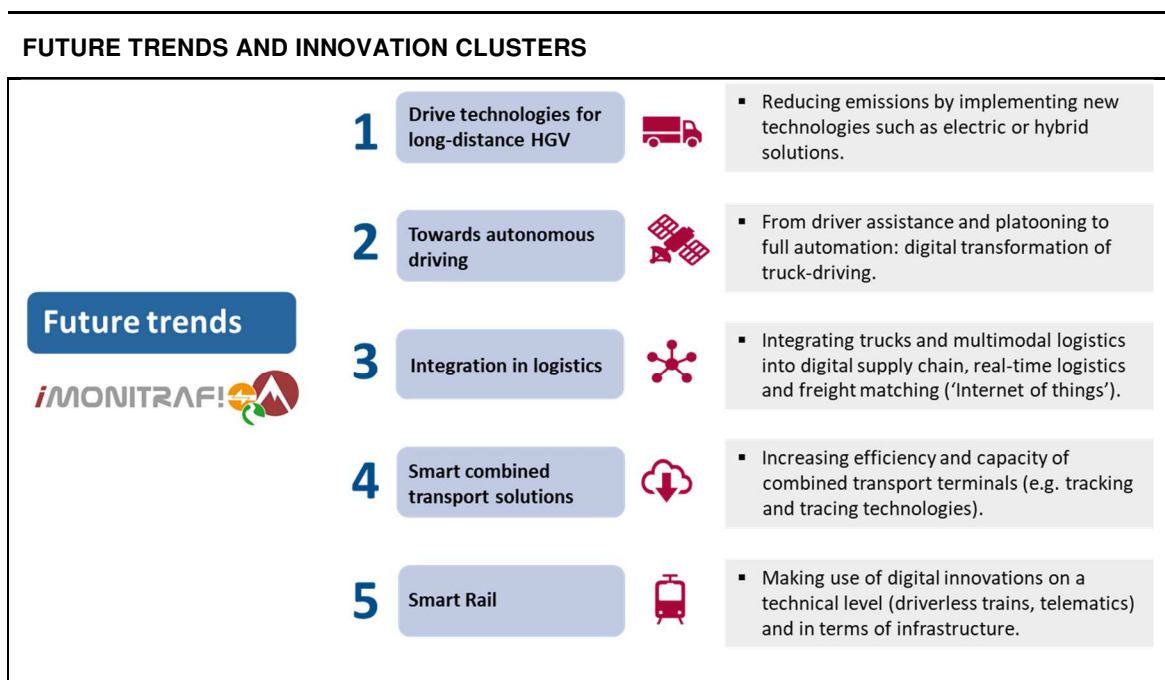 FUTURE TRENDS AND INNOVATION CLUSTERS
Future trends
iMONITRAF!
1
Drive technologies for
long-distance HGV
▪ Reducing emissions by implementing new
technologies such as electric or hybrid
solutions.
2
Towards autonomous
driving
▪ From driver assistance and platooning to
full automation: digital transformation of
truck-driving.
3
Integration in logistics
▪ Integrating trucks and multimodal logistics
into digital supply chain, real-time logistics
and freight matching (‘Internet of things’).
4
Smart combined
transport solutions
▪ Increasing efficiency and capacity of
combined transport terminals (e.g. tracking
and tracing technologies).
5
Smart Rail
▪ Making use of digital innovations on a
technical level (driverless trains, telematics)
and in terms of infrastructure.